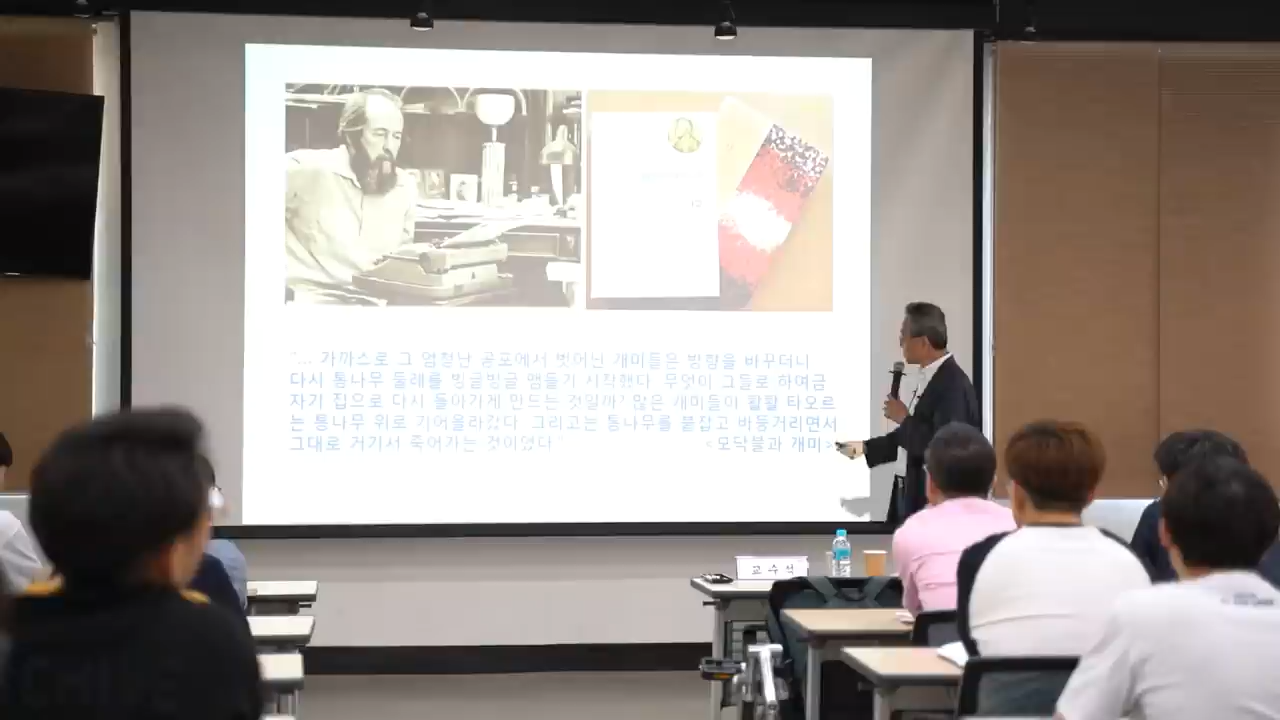 "... 가까스로 그 엄청난 공포에서 벗어난 개미들은 방향을 바꾸더니
다시 통나무 둘레를 빙글빙글 맴돌기 시작했다. 무엇이 그들로 하여금
자기 집으로 다시 돌아가게 만드는 것일까? 많은 개미들이 활활 타오르
는 통나무 위로 기어올라갔다. 그리고는 통나무를 붙잡고 바둥거리면서
그대로 거기서 죽어가는 것이었다." <모닥불과 개미>
교 수 석